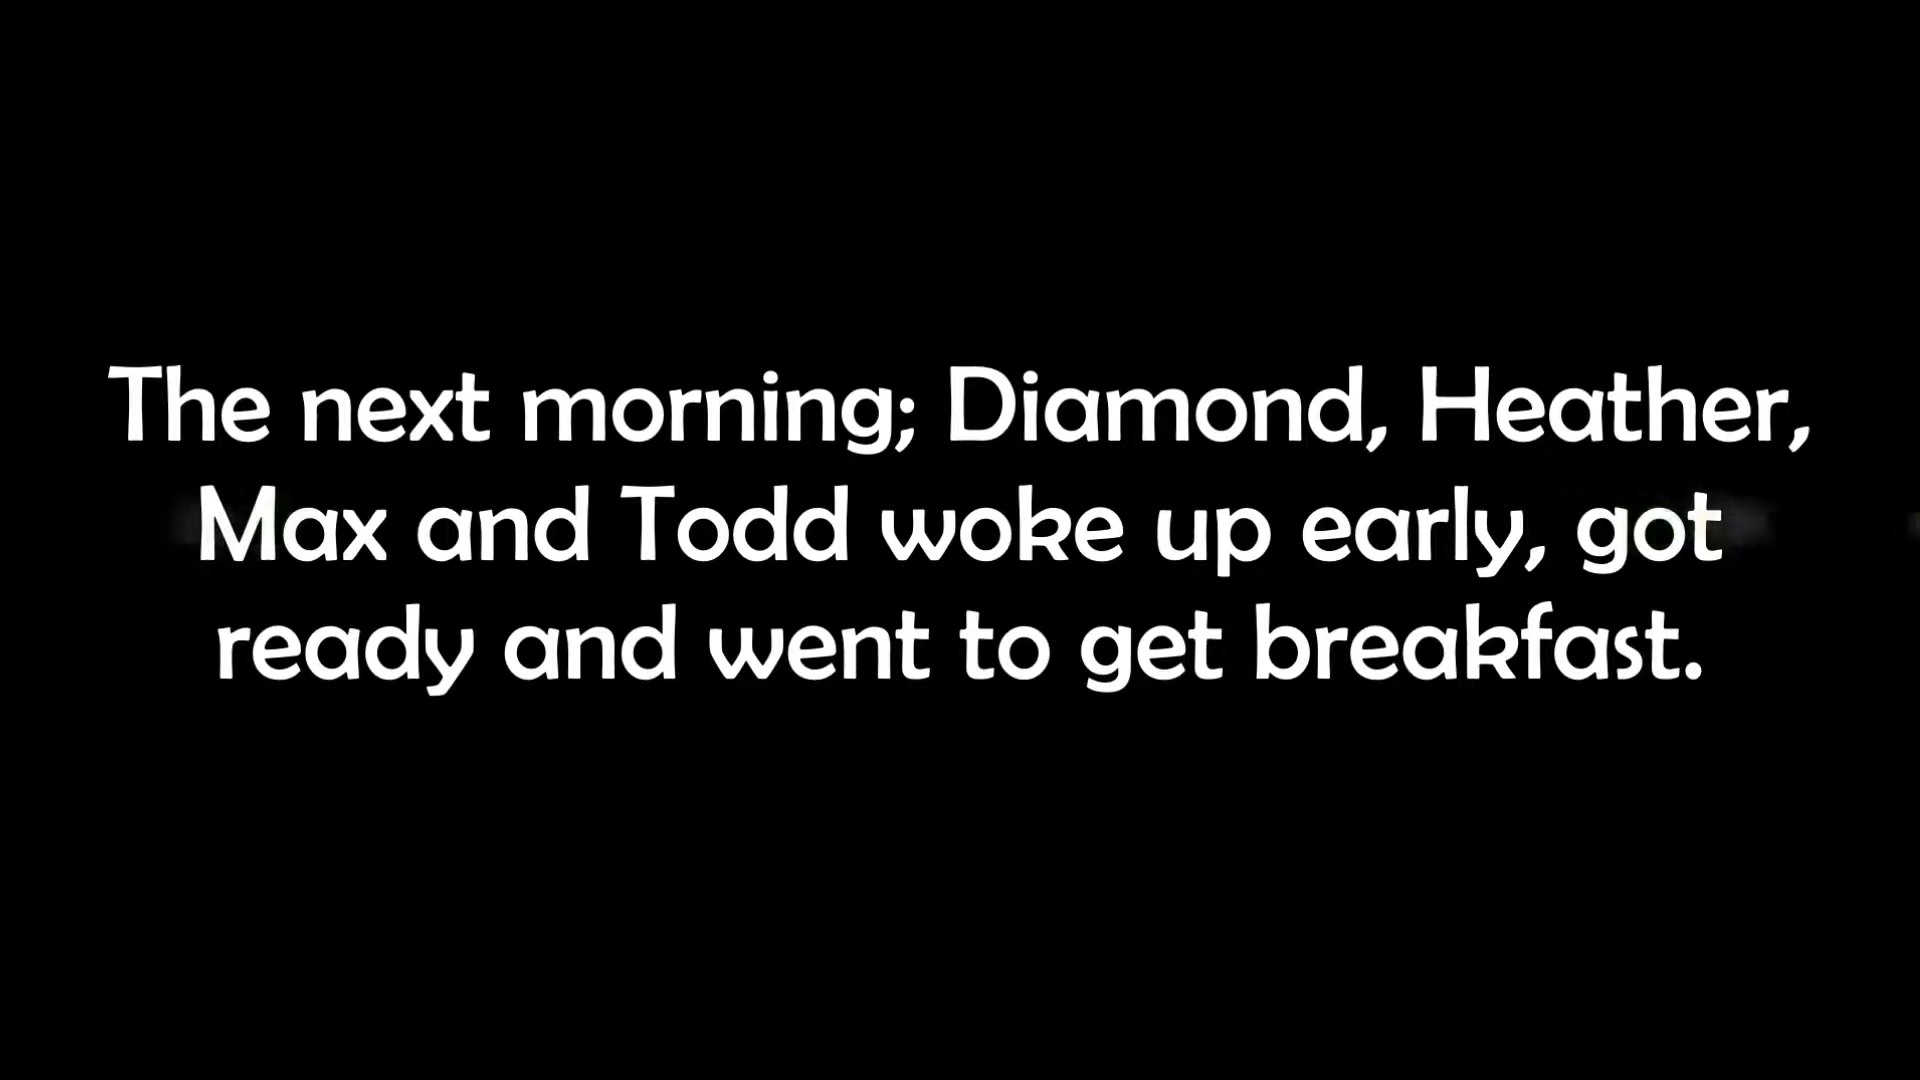 The next morning; Diamond, Heather,
Max and Todd woke up early, got
ready and went to get breakfast.